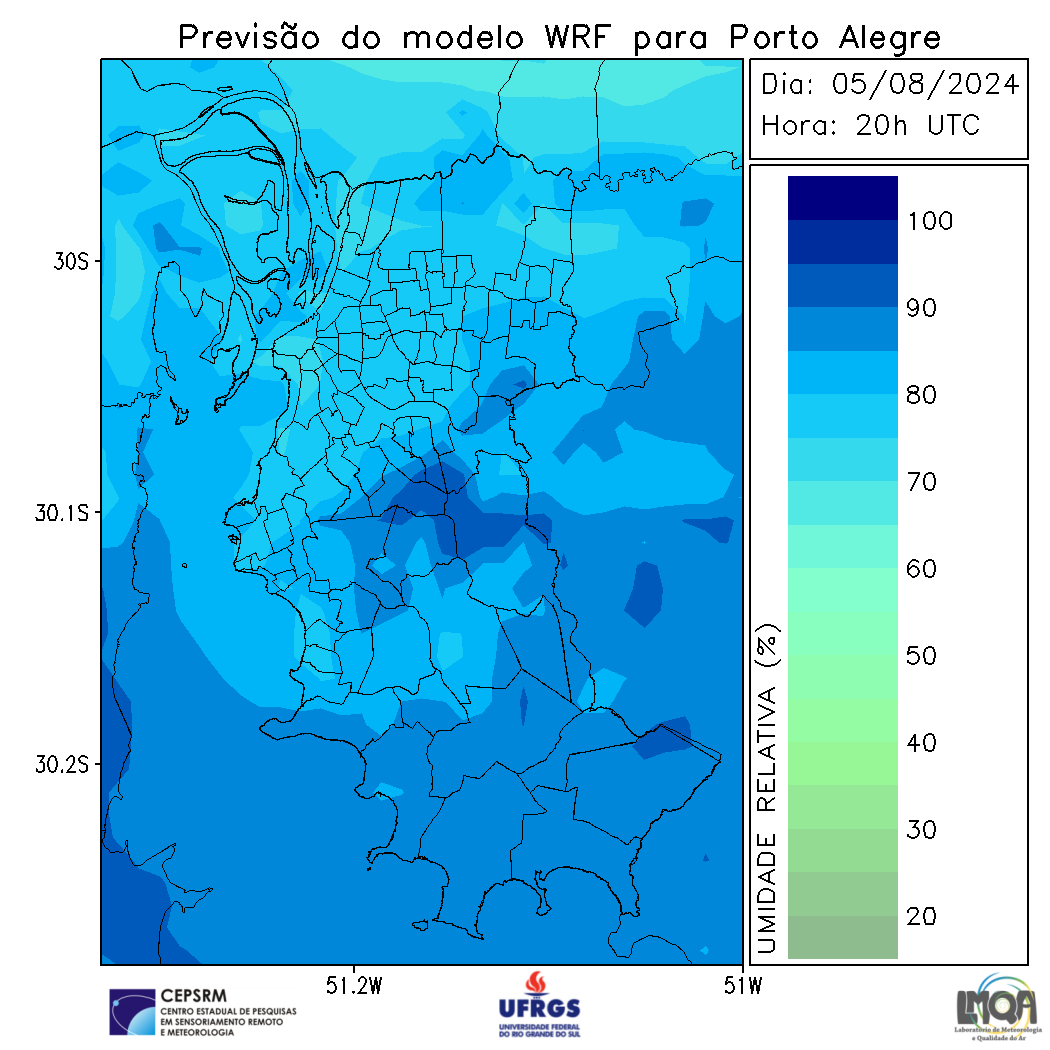 Previsão do modelo WRF para Porto Alegre
Dia: 05/08/2024
Hora: 20h UTC
30S
30.1S
30.2S
51.2W
51W
UMIDADE RELATIVA (%)
100
90
80
70
60
50
40
30
20
CEPSRM
CENTRO ESTADUAL DE PESQUISAS
EM SENSORIAMENTO REMOTO
E METEOROLOGIA
UFRGS
UNIVERSIDADE FEDERAL
DO RIO GRANDE DO SUL
LMQA
Laboratório de Meteorologia
e Qualidade do Ar